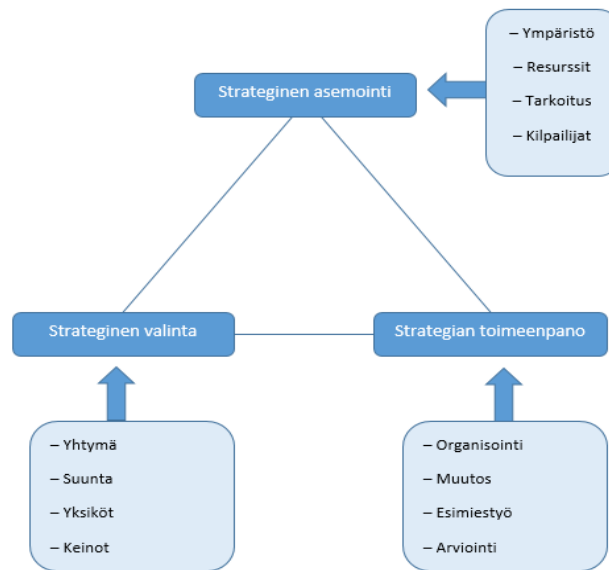 Strateginen asemointi
– Ympäristö
– Resurssit
– Tarkoitus
– Kilpailijat
Strateginen valinta
Strategian toimeenpano
– Yhtymä
– Suunta
– Yksiköt
– Keinot
– Organisointi
– Muutos
– Esimiestyö
– Arviointi